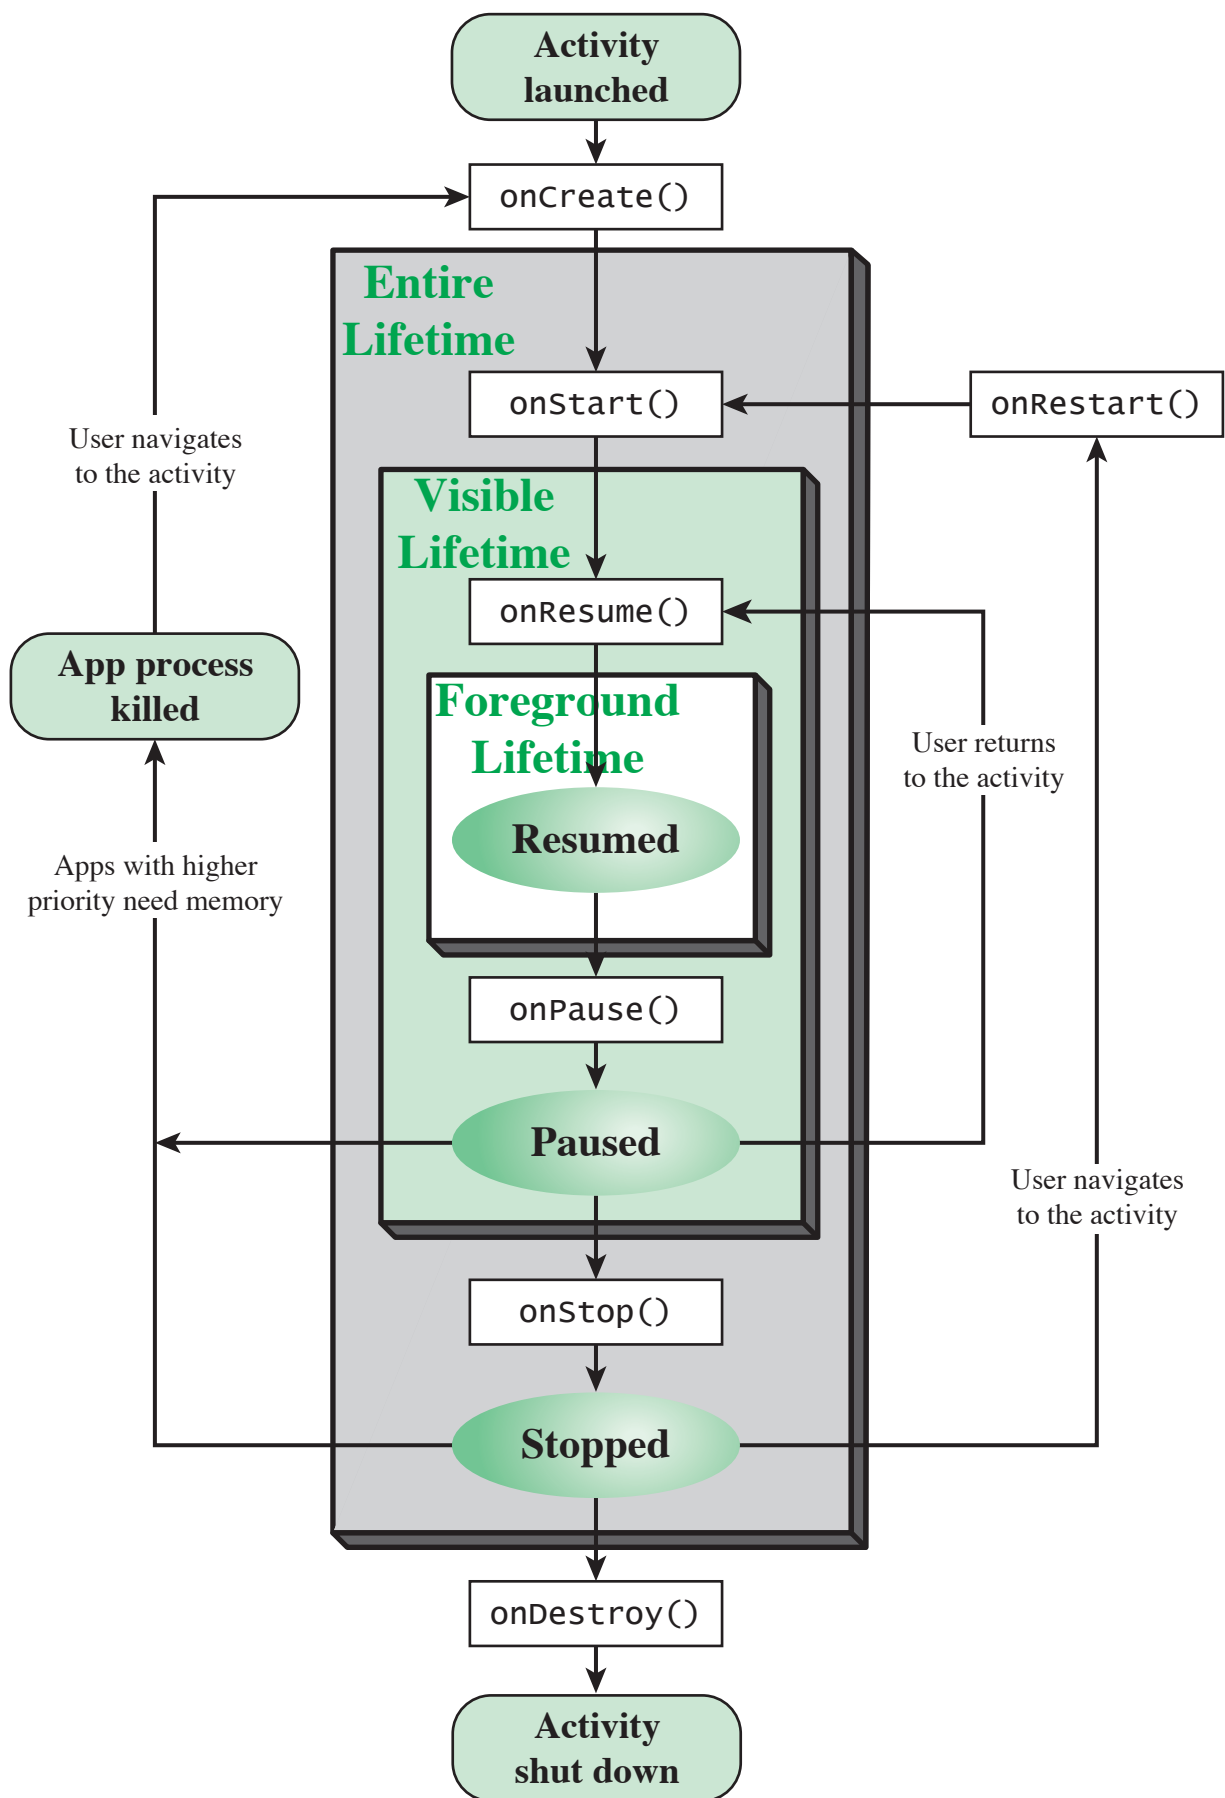 Activity
launched
onCreate()
Entire
Lifetime
onStart()
onRestart()
User navigates
to the activity
Visible
Lifetime
onResume()
App process
killed
Foreground
Lifetime
User returns
to the activity
Resumed
Apps with higher
priority need memory
onPause()
Paused
User navigates
to the activity
onStop()
Stopped
onDestroy()
Activity
shut down